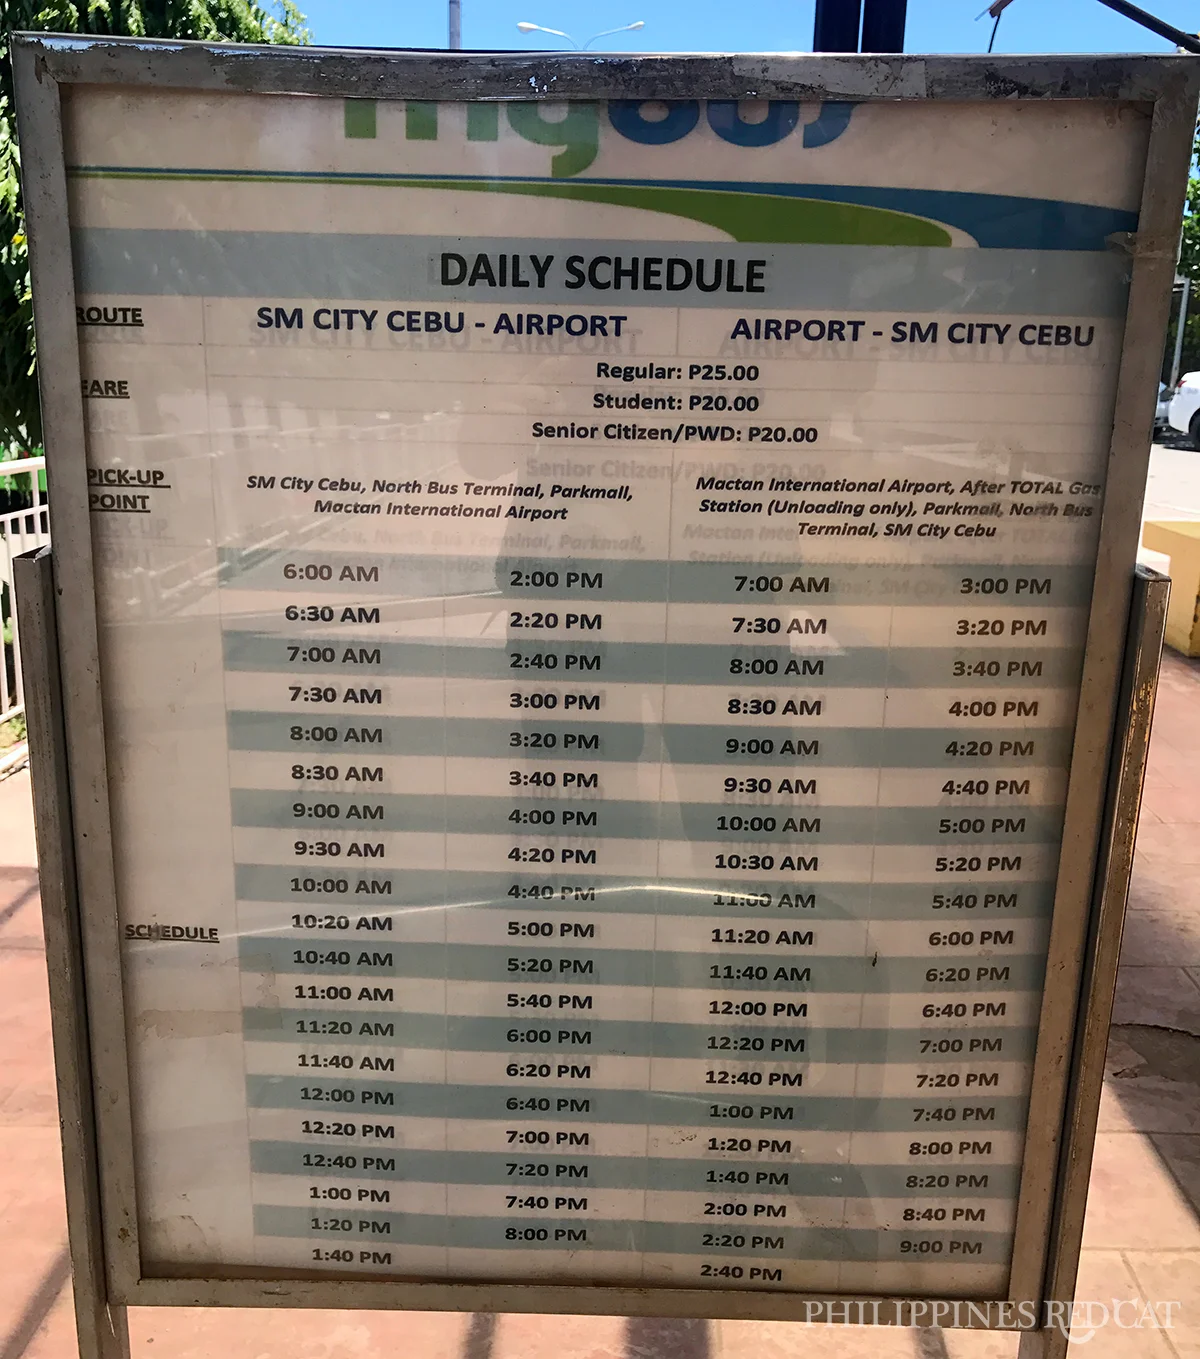 myBus
DAILY SCHEDULE
ROUTE SM CITY CEBU - AIRPORT AIRPORT - SM CITY CEBU
Regular: P25.00
FARE Student: P20.00
Senior Citizen/PWD: P20.00
PICK-UP POINT
SM City Cebu, North Bus Terminal, Parkmall,
Mactan International Airport
Mactan International Airport, After TOTAL Gas
Station (Unloading only), Parkmall, North Bus
Terminal, SM City Cebu
SCHEDULE
6:00 AM 2:00 PM 7:00 AM 3:00 PM
6:30 AM 2:20 PM 7:30 AM 3:20 PM
7:00 AM 2:40 PM 8:00 AM 3:40 PM
7:30 AM 3:00 PM 8:30 AM 4:00 PM
8:00 AM 3:20 PM 9:00 AM 4:20 PM
8:30 AM 3:40 PM 9:30 AM 4:40 PM
9:00 AM 4:00 PM 10:00 AM 5:00 PM
9:30 AM 4:20 PM 10:30 AM 5:20 PM
10:00 AM 4:40 PM 11:00 AM 5:40 PM
10:20 AM 5:00 PM 11:20 AM 6:00 PM
10:40 AM 5:20 PM 11:40 AM 6:20 PM
11:00 AM 5:40 PM 12:00 PM 6:40 PM
11:20 AM 6:00 PM 12:20 PM 7:00 PM
11:40 AM 6:20 PM 12:40 PM 7:20 PM
12:00 PM 6:40 PM 1:00 PM 7:40 PM
12:20 PM 7:00 PM 1:20 PM 8:00 PM
12:40 PM 7:20 PM 1:40 PM 8:20 PM
1:00 PM 7:40 PM 2:00 PM 8:40 PM
1:20 PM 8:00 PM 2:20 PM 9:00 PM
1:40 PM 2:40 PM
PHILIPPINES REDCAT